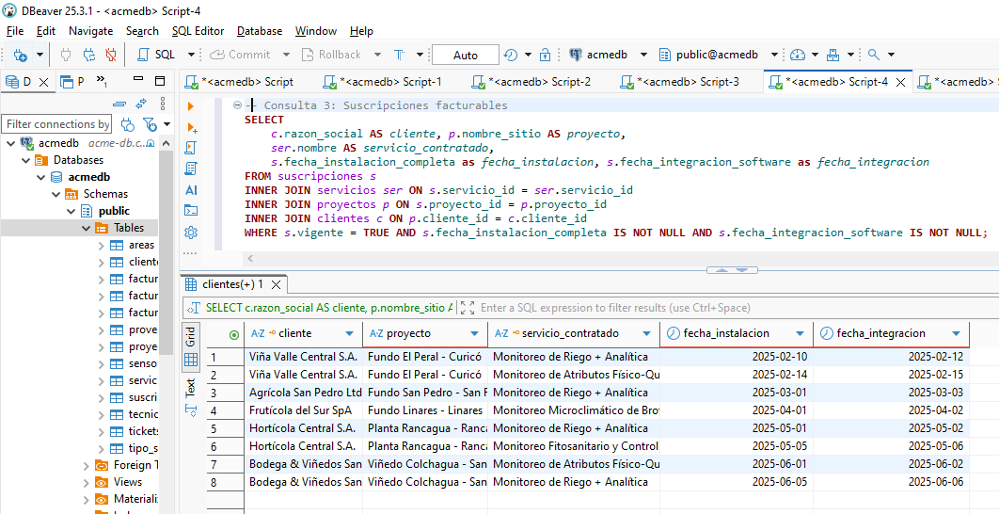 DBeaver 25.3.1 - <acmedb> Script-4
File Edit Navigate Search SQL Editor Database Window Help
SQL Commit Rollback T Auto acmedb public@acmedb
D P »1
*<acmedb> Script *<acmedb> Script-1 *<acmedb> Script-2 *<acmedb> Script-3 *<acmedb> Script-4 *<acmedb> S
Filter connections by
acmedb acme-db.c...
Databases
acmedb
Schemas
public
Tables
areas
cliente
factur
factur
factur
prove
proye
senso
servic
suscri
tecnic
tickets
tipo_s
Foreign T
Views
Materiali
AI
-- Consulta 3: Suscripciones facturables
SELECT
c.razon_social AS cliente, p.nombre_sitio AS proyecto,
ser.nombre AS servicio_contratado,
s.fecha_instalacion_completa as fecha_instalacion, s.fecha_integracion_software as fecha_integracion
FROM suscripciones s
INNER JOIN servicios ser ON s.servicio_id = ser.servicio_id
INNER JOIN proyectos p ON s.proyecto_id = p.proyecto_id
INNER JOIN clientes c ON p.cliente_id = c.cliente_id
WHERE s.vigente = TRUE AND s.fecha_instalacion_completa IS NOT NULL AND s.fecha_integracion_software IS NOT NULL;
clientes(+) 1
SELECT c.razon_social AS cliente, p.nombre_sitio A Enter a SQL expression to filter results (use Ctrl+Space)
Grid
Text
A-Z cliente A-Z proyecto A-Z servicio_contratado fecha_instalacion fecha_integracion
1 Viña Valle Central S.A. Fundo El Peral - Curicó Monitoreo de Riego + Analítica 2025-02-10 2025-02-12
2 Viña Valle Central S.A. Fundo El Peral - Curicó Monitoreo de Atributos Físico-Qu 2025-02-14 2025-02-15
3 Agrícola San Pedro Ltd Fundo San Pedro - San F Monitoreo de Riego + Analítica 2025-03-01 2025-03-03
4 Frutícola del Sur SpA Fundo Linares - Linares Monitoreo Microclimático de Bro 2025-04-01 2025-04-02
5 Hortícola Central S.A. Planta Rancagua - Ranca Monitoreo de Riego + Analítica 2025-05-01 2025-05-02
6 Hortícola Central S.A. Planta Rancagua - Ranca Monitoreo Fitosanitario y Control 2025-05-05 2025-05-06
7 Bodega & Viñedos San Viñedo Colchagua - San Monitoreo de Atributos Físico-Qu 2025-06-01 2025-06-02
8 Bodega & Viñedos San Viñedo Colchagua - San Monitoreo de Riego + Analítica 2025-06-05 2025-06-06